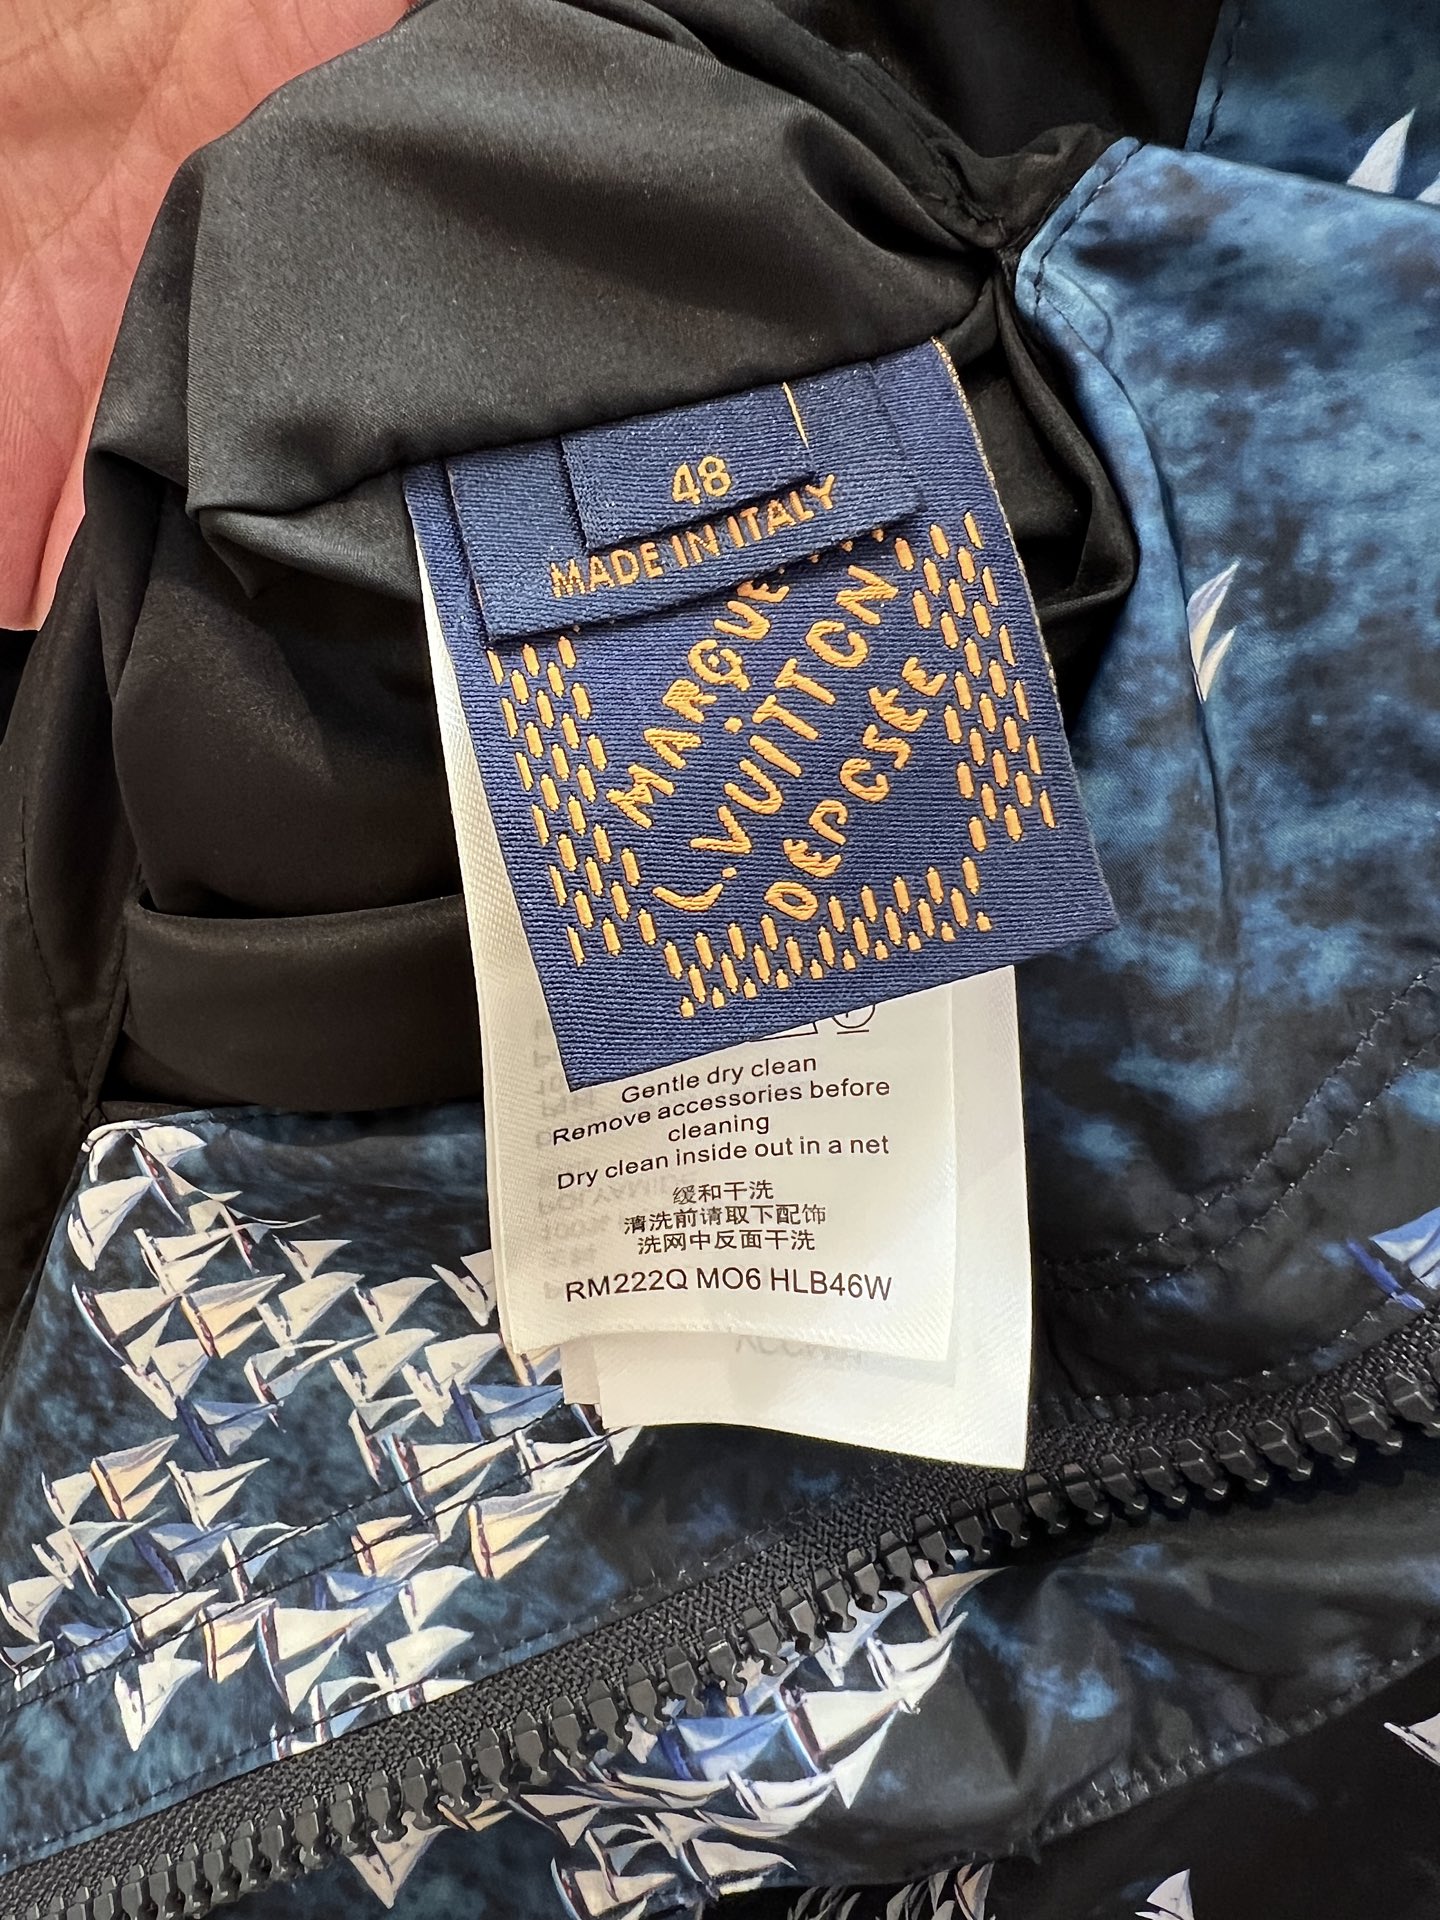 48
MADE IN ITALY
MARQUE
L.VUITTON
DEPOSEE
Gentle dry clean
Remove accessories before
cleaning
Dry clean inside out in a net
缓和干洗
清洗前请取下配饰
洗网中反面干洗
RM222Q MO6 HLB46W